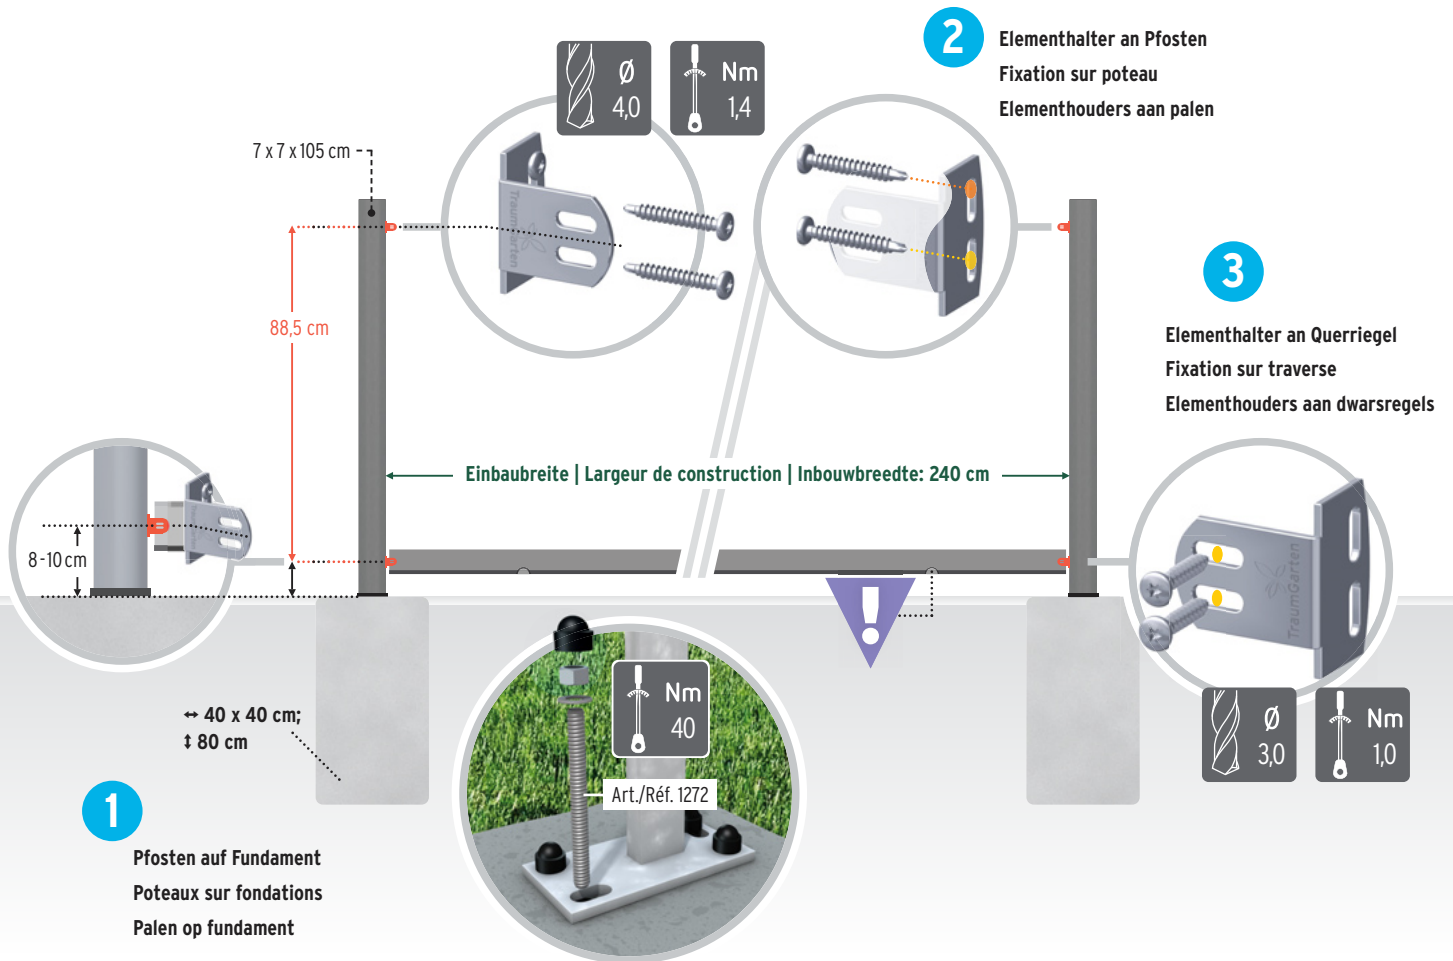 2
Elementhalter an Pfosten
Fixation sur poteau
Elementhouders aan palen
Ø
4,0
Nm
1,4
7 x 7 x 105 cm
TraumGarten
88,5 cm
3
Elementhalter an Querriegel
Fixation sur traverse
Elementhouders aan dwarsregels
Einbaubreite | Largeur de construction | Inbouwbreedte: 240 cm
8-10 cm
TraumGarten
!
Nm
40
Ø
3,0
Nm
1,0
↔ 40 x 40 cm;
↕ 80 cm
Art./Réf. 1272
1
Pfosten auf Fundament
Poteaux sur fondations
Palen op fundament